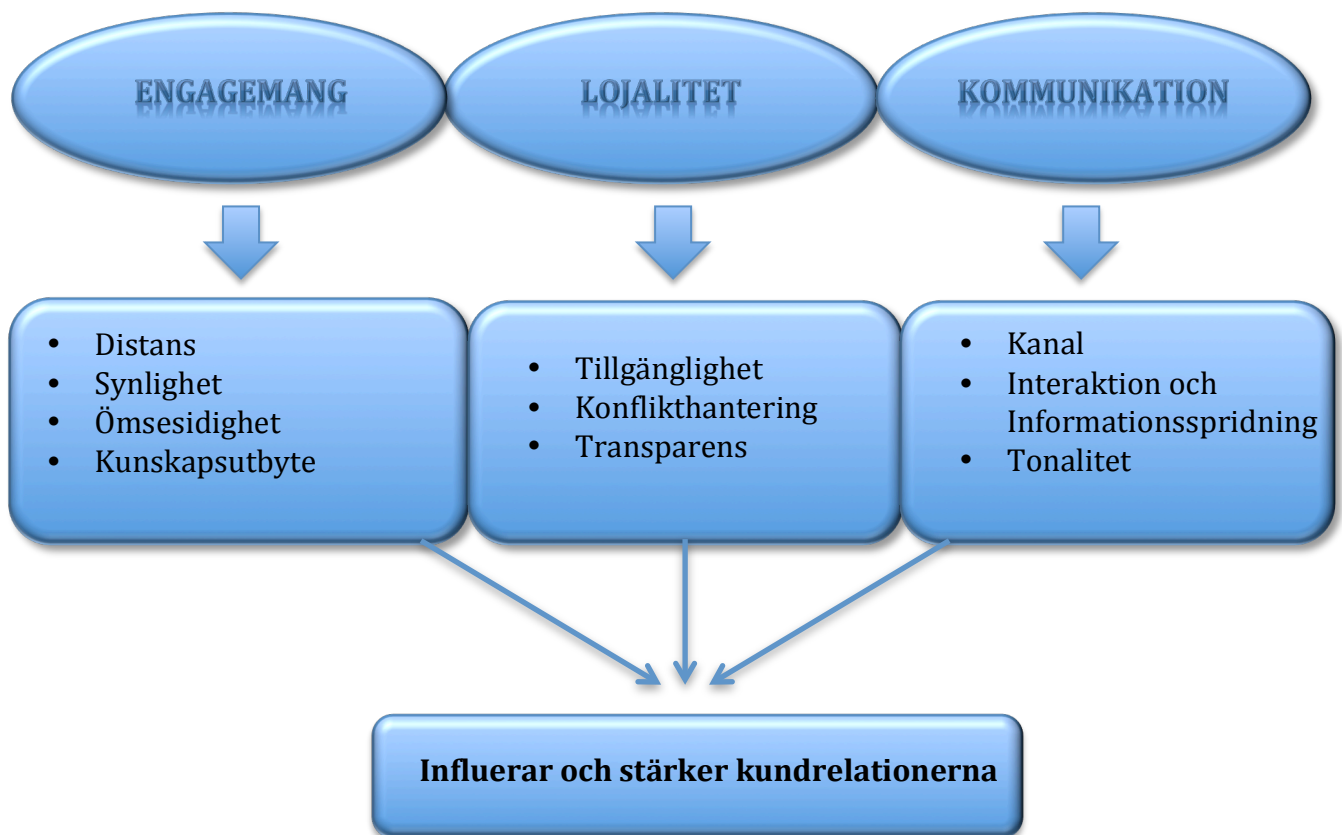 ENGAGEMANG
LOJALITET
KOMMUNIKATION
• Distans
• Synlighet
• Ömsesidighet
• Kunskapsutbyte
• Tillgänglighet
• Konflikthantering
• Transparens
• Kanal
• Interaktion och
Informationsspridning
• Tonalitet
Influerar och stärker kundrelationerna